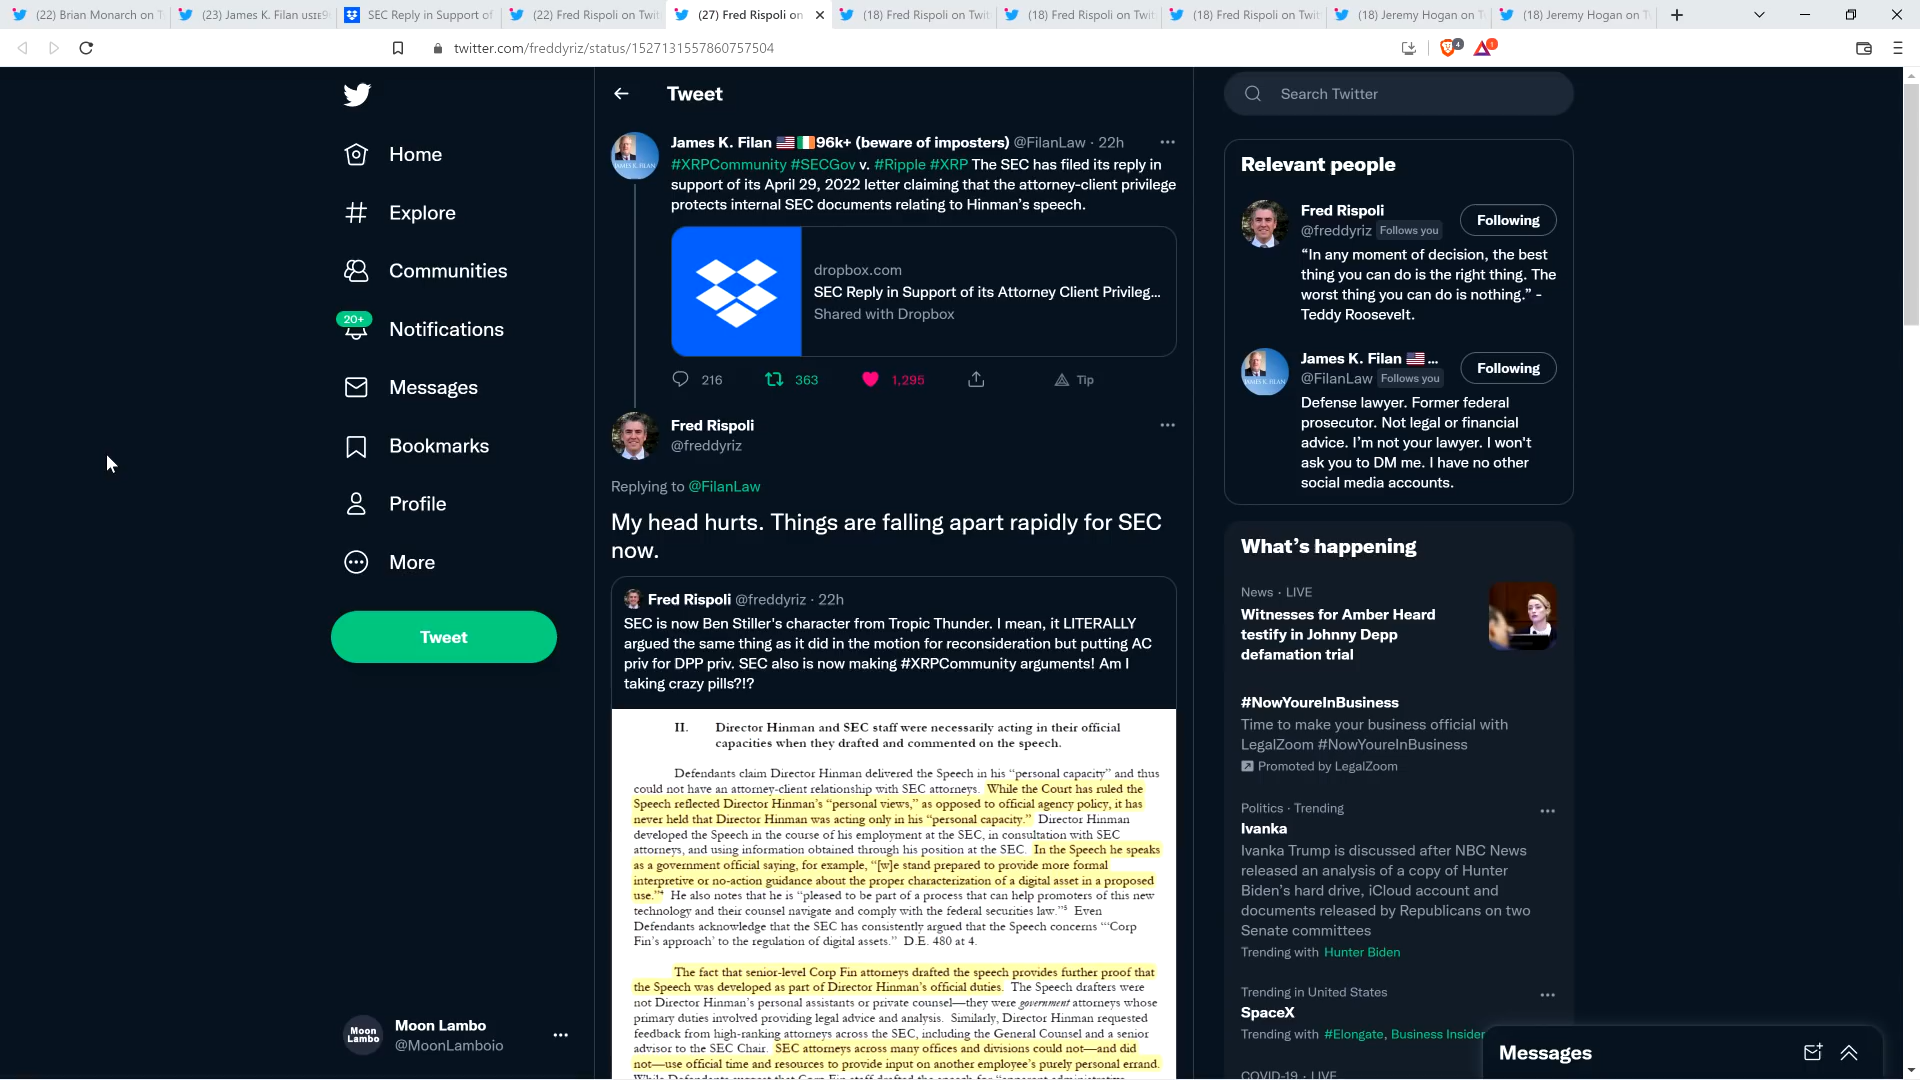 (22) Brian Monarch on T
(23) James K. Filan
SEC Reply in Support of
(22) Fred Rispoli on Twit
(27) Fred Rispoli on
(18) Fred Rispoli on Twit
(18) Fred Rispoli on Twit
(18) Fred Rispoli on Twit
(18) Jeremy Hogan on T
(18) Jeremy Hogan on T
twitter.com/freddyriz/status/1527131557860757504
4
1
Home
Explore
Communities
20+
Notifications
Messages
Bookmarks
Profile
More
Tweet
Moon Lambo
Moon Lambo
@MoonLamboio
Tweet
James K. Filan 🇺🇸🇮🇪96k+ (beware of imposters) @FilanLaw · 22h
#XRPCommunity #SECGov v. #Ripple #XRP The SEC has filed its reply in
support of its April 29, 2022 letter claiming that the attorney-client privilege
protects internal SEC documents relating to Hinman's speech.
dropbox.com
SEC Reply in Support of its Attorney Client Privileg...
Shared with Dropbox
216
363
1,295
Tip
Fred Rispoli
@freddyriz
Replying to @FilanLaw
My head hurts. Things are falling apart rapidly for SEC
now.
Fred Rispoli @freddyriz · 22h
SEC is now Ben Stiller's character from Tropic Thunder. I mean, it LITERALLY
argued the same thing as it did in the motion for reconsideration but putting AC
priv for DPP priv. SEC also is now making #XRPCommunity arguments! Am I
taking crazy pills?!?
II. Director Hinman and SEC staff were necessarily acting in their official
capacities when they drafted and commented on the speech.
Defendants claim Director Hinman delivered the Speech in his “personal capacity” and thus
could not have an attorney-client relationship with SEC attorneys. While the Court has ruled the
Speech reflected Director Hinman's “personal views,” as opposed to official agency policy, it has
never held that Director Hinman was acting only in his “personal capacity.” Director Hinman
developed the Speech in the course of his employment at the SEC, in consultation with SEC
attorneys, and using information obtained through his position at the SEC. In the Speech he speaks
as a government official saying, for example, “[w]e stand prepared to provide more formal
interpretive or no-action guidance about the proper characterization of a digital asset in a proposed
use.”⁴ He also notes that he is “pleased to be part of a process that can help promoters of this new
technology and their counsel navigate and comply with the federal securities law.”⁵ Even
Defendants acknowledge that the SEC has consistently argued that the Speech concerns “‘Corp
Fin's approach’ to the regulation of digital assets.” D.E. 480 at 4.
The fact that senior-level Corp Fin attorneys drafted the speech provides further proof that
the Speech was developed as part of Director Hinman's official duties. The Speech drafters were
not Director Hinman's personal assistants or private counsel—they were government attorneys whose
primary duties involved providing legal advice and analysis. Similarly, Director Hinman requested
feedback from high-ranking attorneys across the SEC, including the General Counsel and a senior
advisor to the SEC Chair. SEC attorneys across many offices and divisions could not—and did
not—use official time and resources to provide input on another employee's purely personal errand.
Search Twitter
Relevant people
Fred Rispoli
@freddyriz Follows you
Following
“In any moment of decision, the best
thing you can do is the right thing. The
worst thing you can do is nothing.” -
Teddy Roosevelt.
James K. Filan 🇺🇸 ...
@FilanLaw Follows you
Following
Defense lawyer. Former federal
prosecutor. Not legal or financial
advice. I'm not your lawyer. I won't
ask you to DM me. I have no other
social media accounts.
What's happening
News · LIVE
Witnesses for Amber Heard
testify in Johnny Depp
defamation trial
#NowYoureInBusiness
Time to make your business official with
LegalZoom #NowYoureInBusiness
Promoted by LegalZoom
Politics · Trending
Ivanka
Ivanka Trump is discussed after NBC News
released an analysis of a copy of Hunter
Biden's hard drive, iCloud account and
documents released by Republicans on two
Senate committees
Trending with Hunter Biden
Trending in United States
SpaceX
Trending with #Elongate, Business Insider
COVID-19 · LIVE
Messages